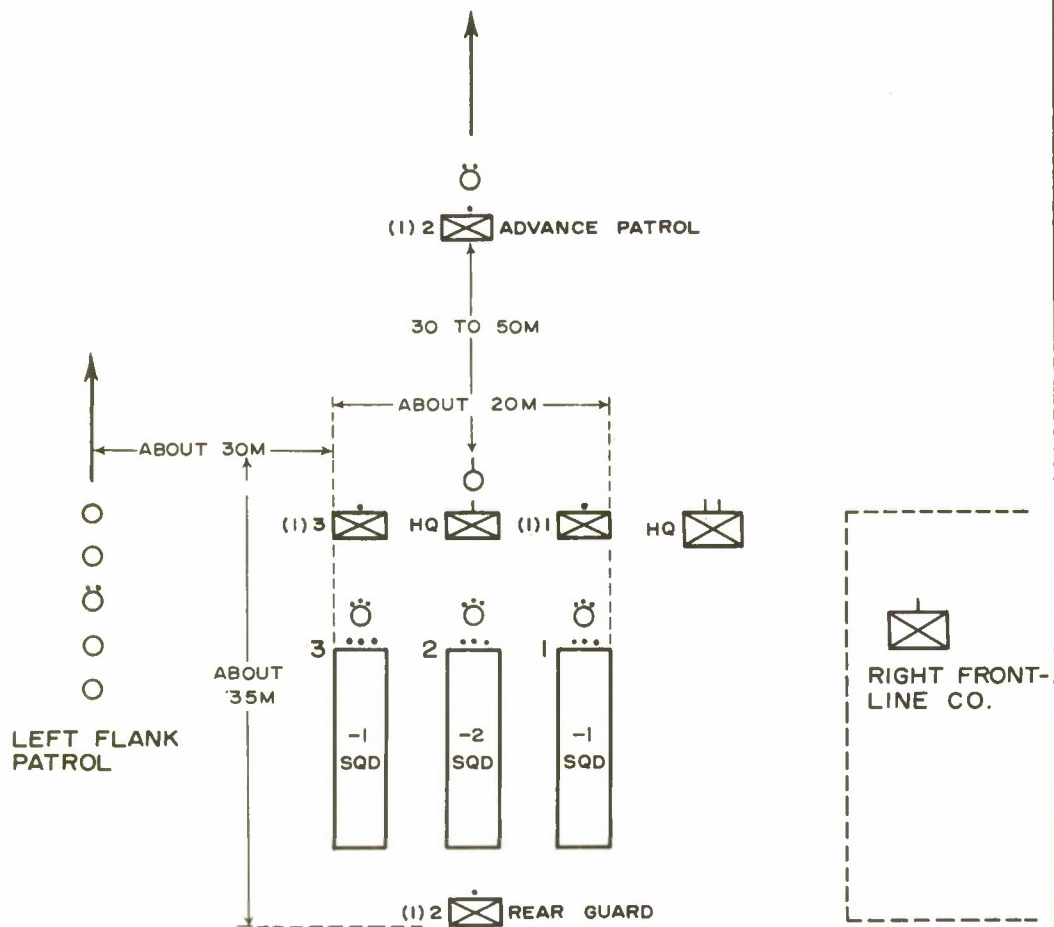 (1) 2 ADVANCE PATROL
30 TO 50M
ABOUT 20M
ABOUT 30M
(1) 3
HQ
(1) 1
HQ
3
2
1
ABOUT
35M
-1
SQD
-2
SQD
-1
SQD
RIGHT FRONT-
LINE CO.
LEFT FLANK
PATROL
(1) 2 REAR GUARD